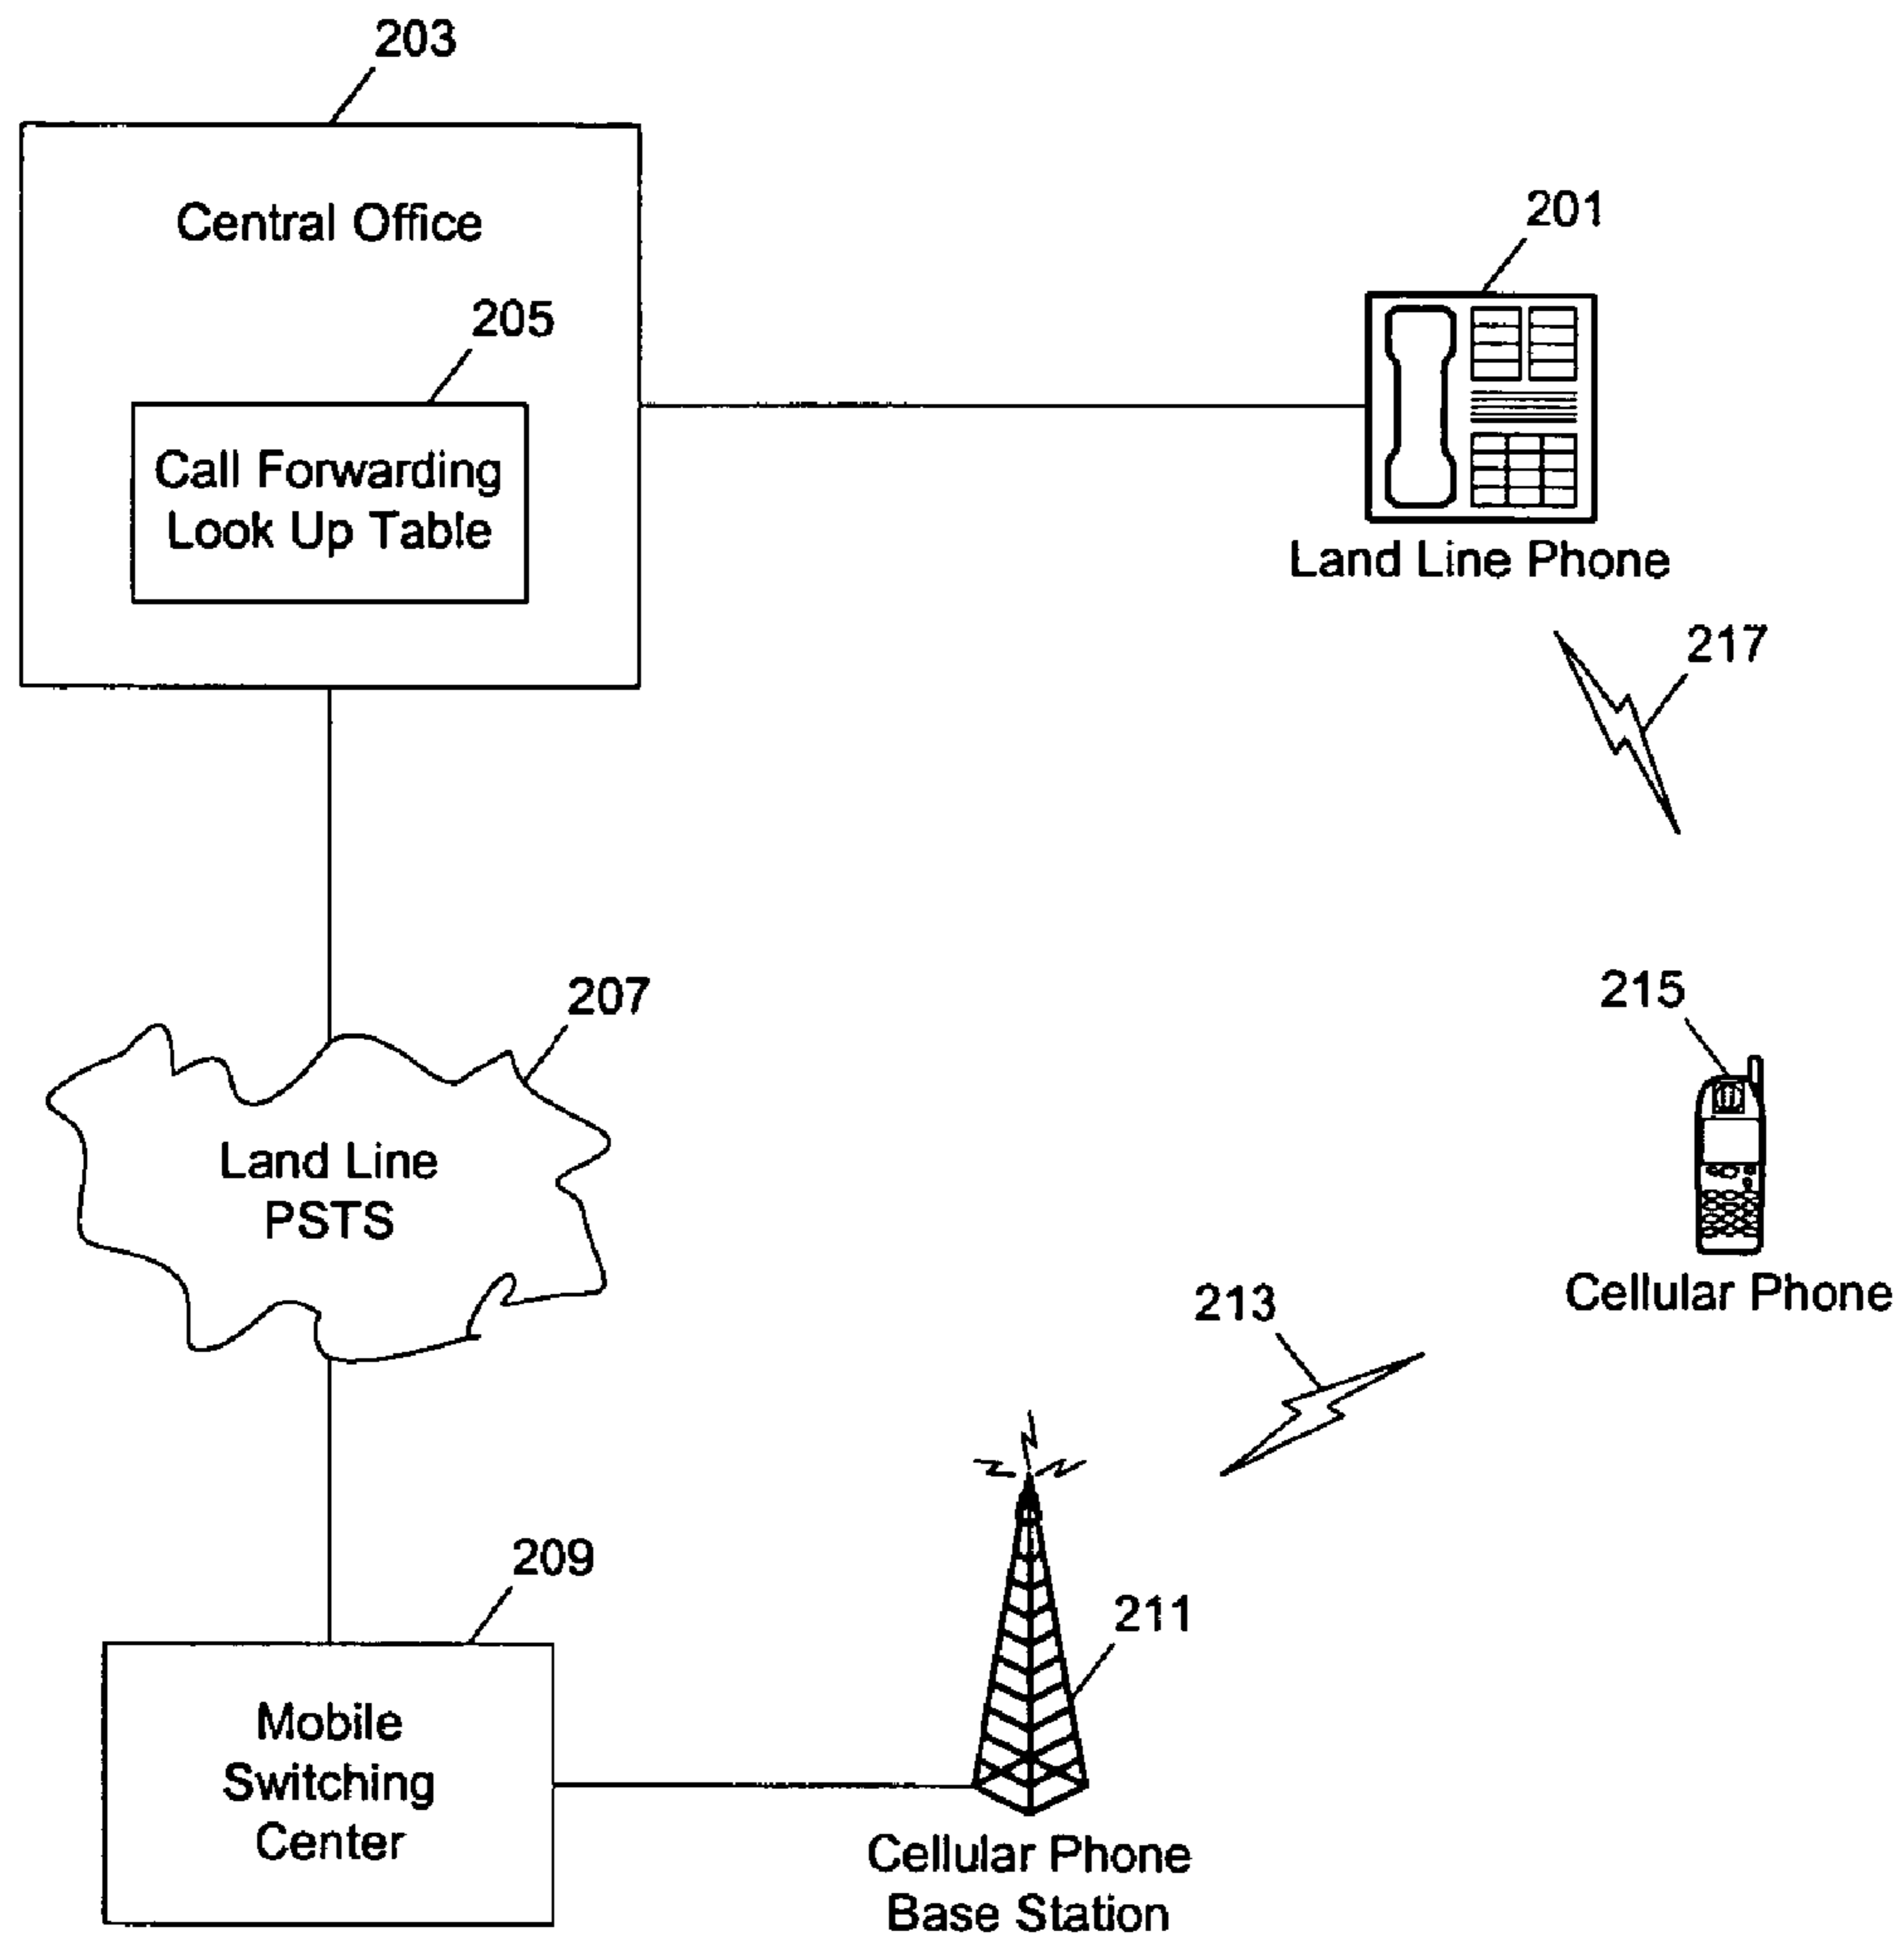 203
Central Office
201
205
Call Forwarding
Look Up Table
Land Line Phone
217
207
215
Land Line
PSTS
Cellular Phone
213
209
211
Mobile
Switching
Center
Cellular Phone
Base Station